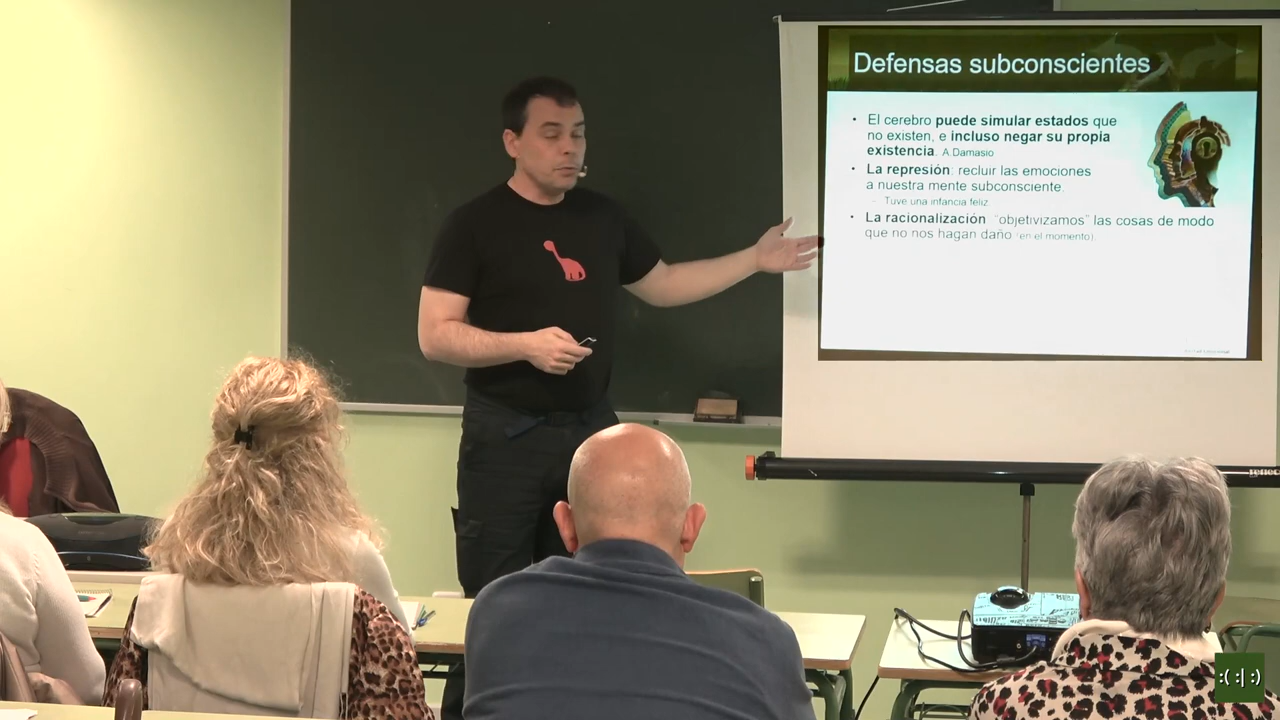 Defensas subconscientes
• El cerebro puede simular estados que
no existen, e incluso negar su propia
existencia. A.Damasio
• La represión: recluir las emociones
a nuestra mente subconsciente.
- Tuve una infancia feliz
• La racionalización "objetivizamos" las cosas de modo
que no nos hagan daño (en el momento).
:( :| :)